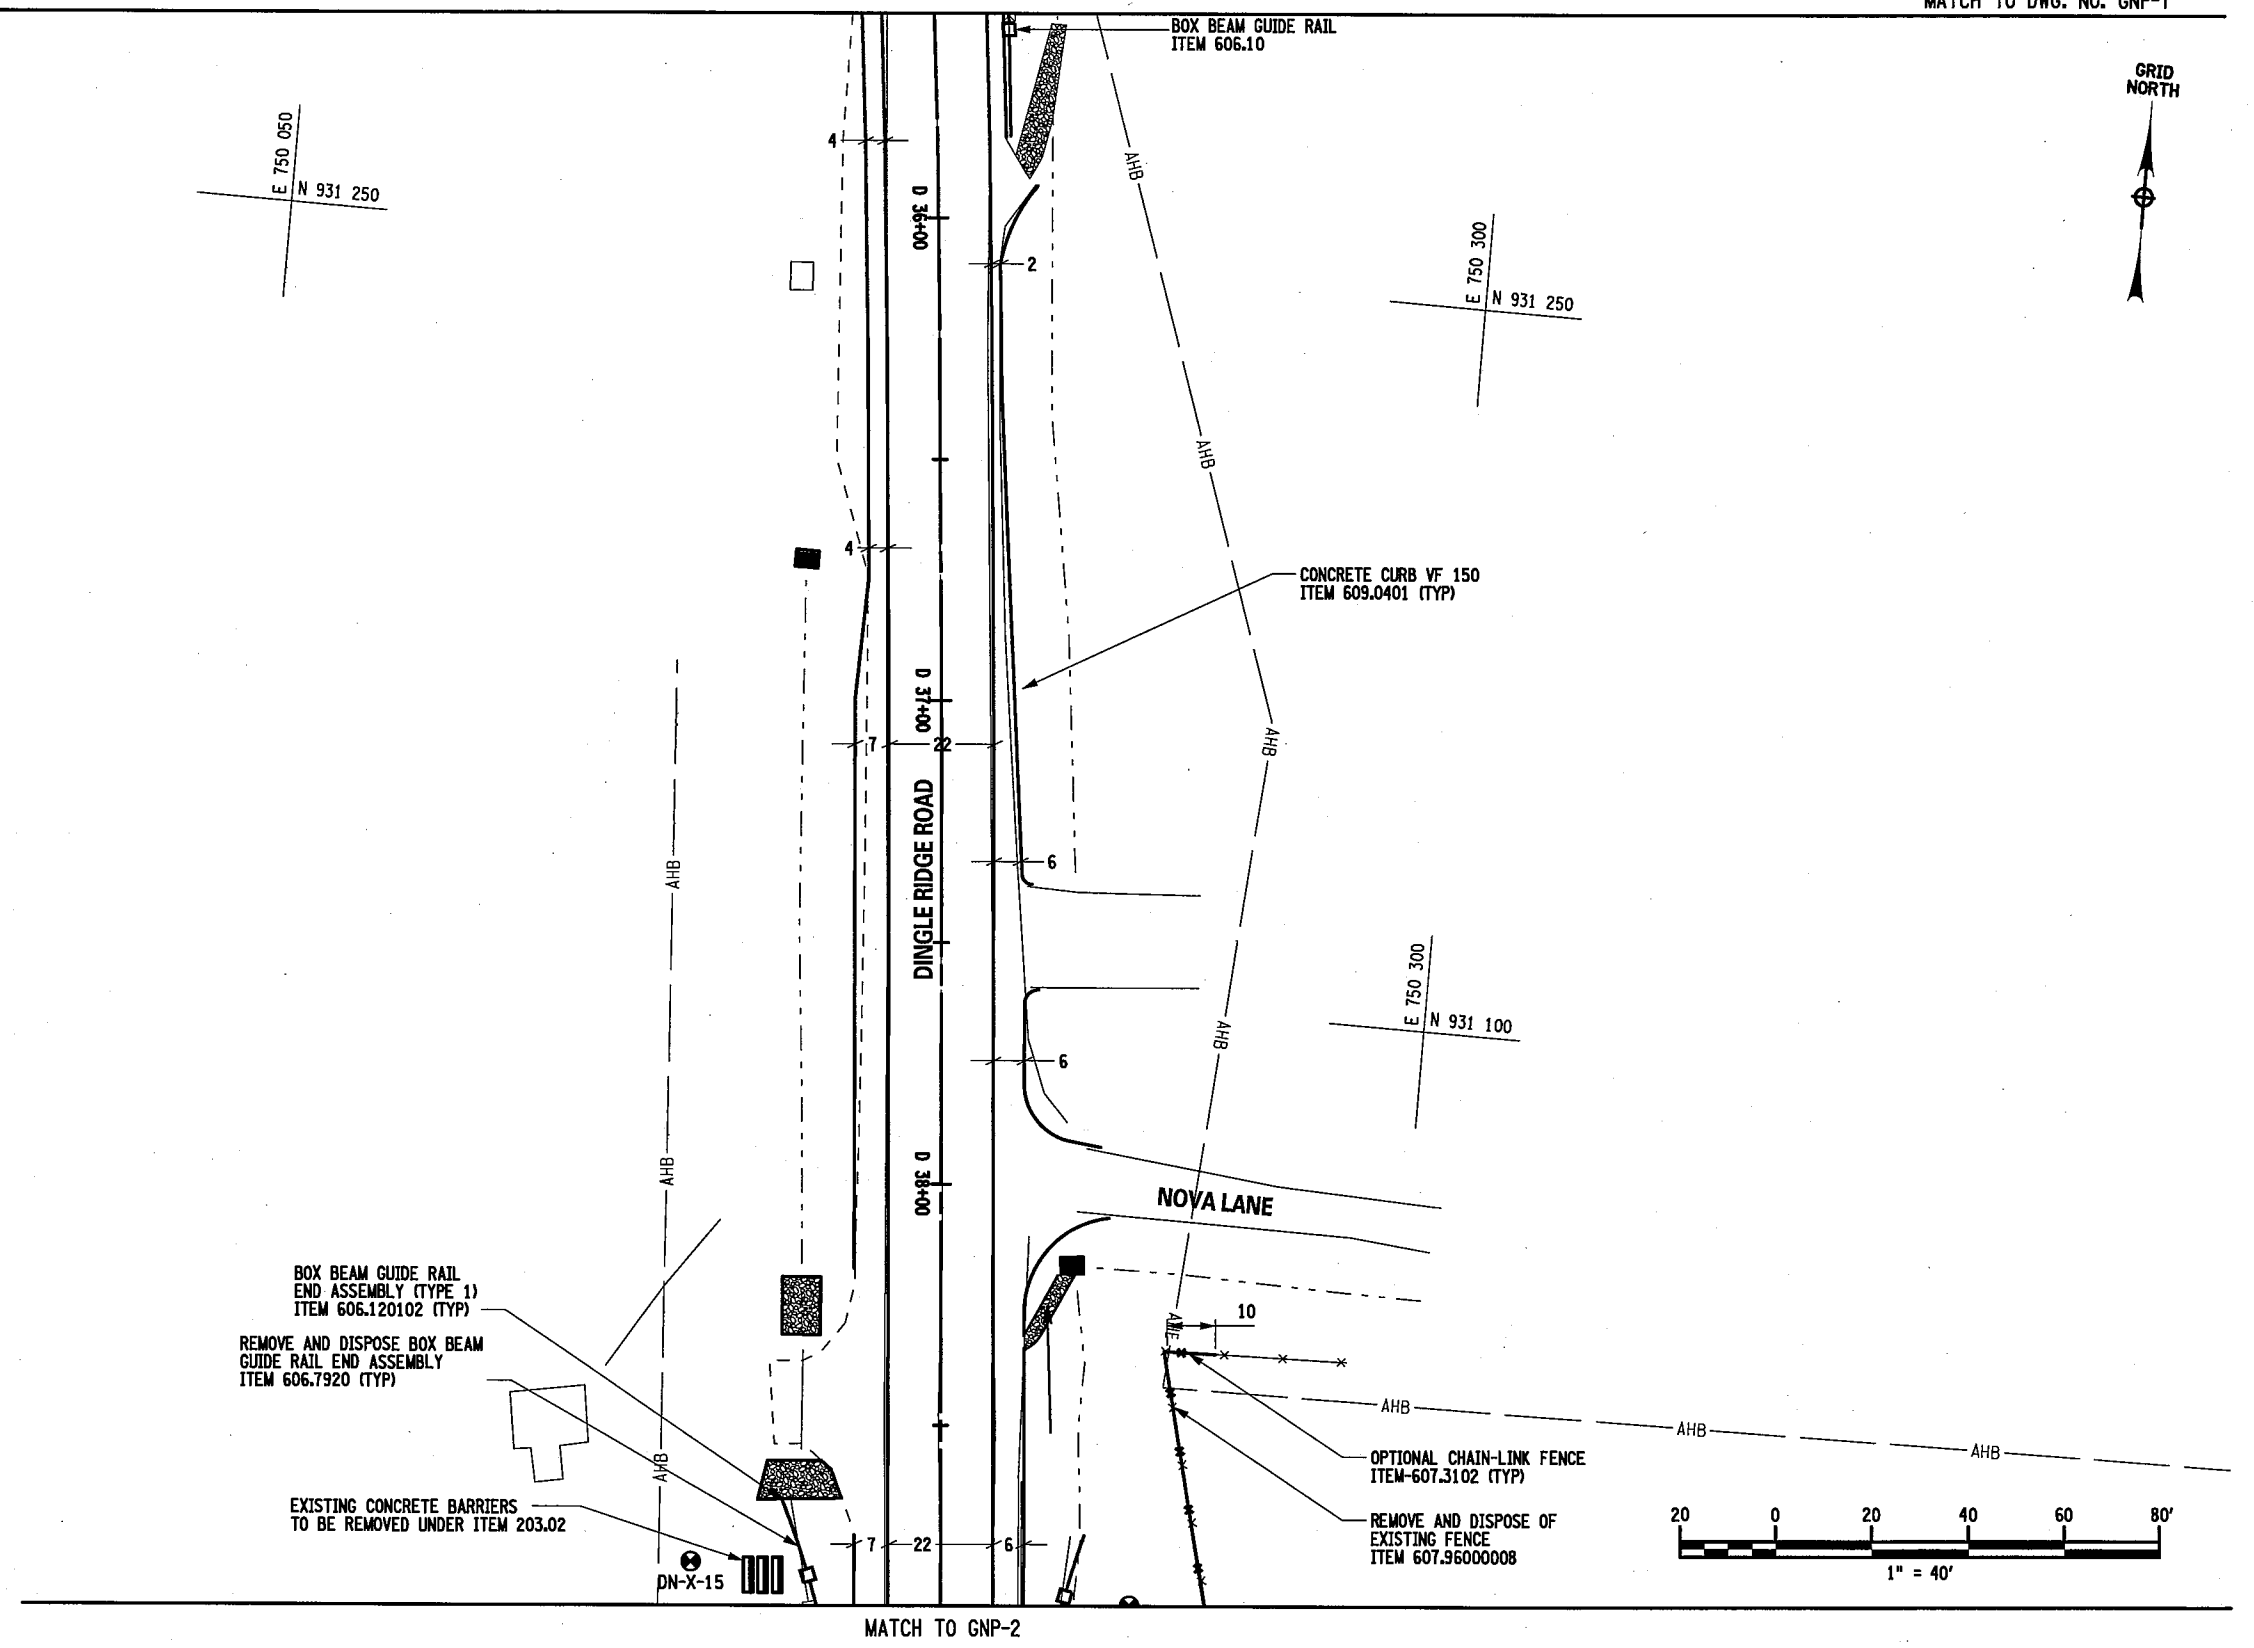 MATCH TO DWG. NO. GNP-1
BOX BEAM GUIDE RAIL
ITEM 606.10
GRID
NORTH
E 750 050
N 931 250
4
AHB
D 36+00
2
E 750 300
N 931 250
AHB
4
CONCRETE CURB VF 150
ITEM 609.0401 (TYP)
D 37+00
7
22
AHB
DINGLE RIDGE ROAD
6
AHB
E 750 300
N 931 100
AHB
6
AHB
D 38+00
NOVA LANE
BOX BEAM GUIDE RAIL
END ASSEMBLY (TYPE 1)
ITEM 606.120102 (TYP)
10
REMOVE AND DISPOSE BOX BEAM
GUIDE RAIL END ASSEMBLY
ITEM 606.7920 (TYP)
AHB
AHB
AHB
AHB
OPTIONAL CHAIN-LINK FENCE
ITEM-607.3102 (TYP)
EXISTING CONCRETE BARRIERS
TO BE REMOVED UNDER ITEM 203.02
REMOVE AND DISPOSE OF
EXISTING FENCE
ITEM 607.96000008
20 0 20 40 60 80'
1" = 40'
7
22
6
DN-X-15
MATCH TO GNP-2